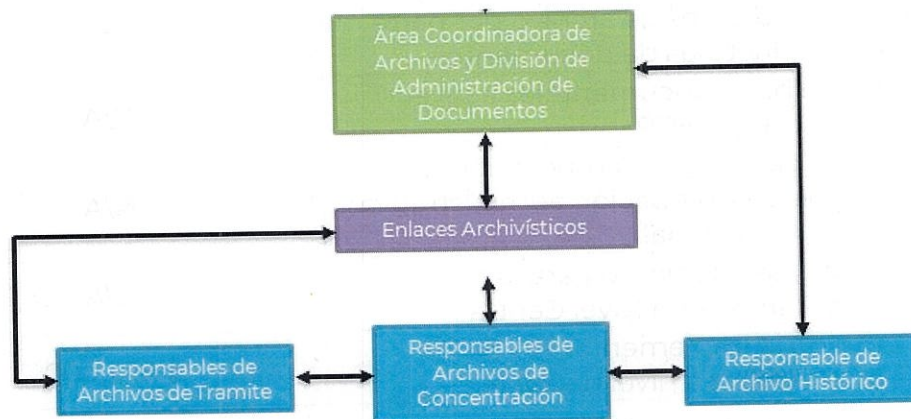 Área Coordinadora de
Archivos y División de
Administración de
Documentos
Enlaces Archivísticos
Responsables de
Archivos de Tramite
Responsables de
Archivos de
Concentración
Responsable de
Archivo Histórico